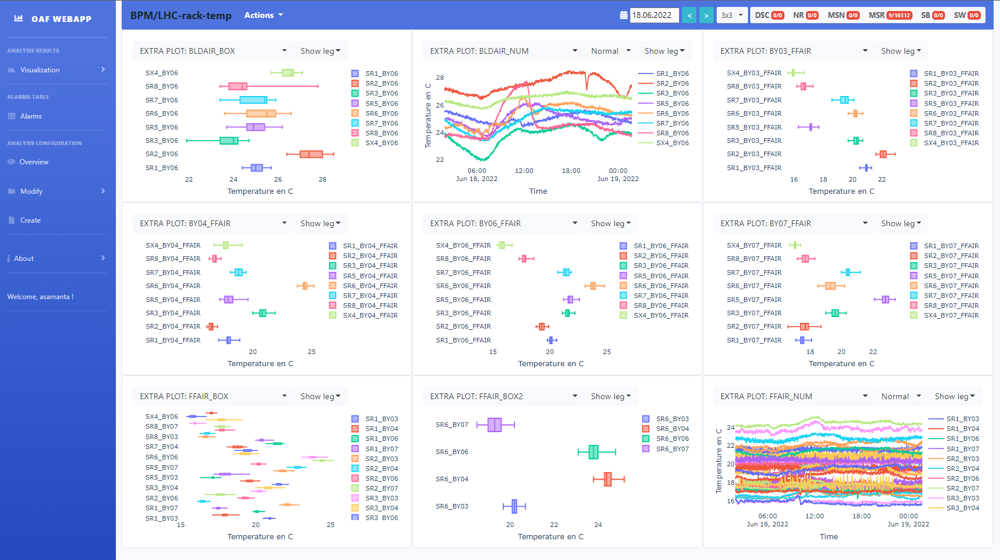 OAF WEBAPP
ANALYSIS RESULTS
Visualization
ALARMS TABLE
Alarms
ANALYSIS CONFIGURATION
Overview
Modify
Create
About
Welcome, asamanta !
BPM/LHC-rack-temp
Actions
18.06.2022
<
>
3x3
DSC 0/0
NR 0/0
MSN 0/0
MSR 9/10312
SB 0/0
SW 0/0
EXTRA PLOT: BLDAIR_BOX
Show leg
SX4_BY06
SR8_BY06
SR7_BY06
SR6_BY06
SR5_BY06
SR3_BY06
SR2_BY06
SR1_BY06
22 24 26 28
Temperature en C
SR1_BY06
SR2_BY06
SR3_BY06
SR5_BY06
SR6_BY06
SR7_BY06
SR8_BY06
SX4_BY06
EXTRA PLOT: BLDAIR_NUM
Normal
Show leg
Temperature en C
28
26
24
22
06:00 12:00 18:00 00:00
Jun 18, 2022 Jun 19, 2022
Time
SR1_BY06
SR2_BY06
SR3_BY06
SR5_BY06
SR6_BY06
SR7_BY06
SR8_BY06
SX4_BY06
EXTRA PLOT: BY03_FFAIR
Show leg
SX4_BY03_FFAIR
SR8_BY03_FFAIR
SR7_BY03_FFAIR
SR6_BY03_FFAIR
SR5_BY03_FFAIR
SR3_BY03_FFAIR
SR2_BY03_FFAIR
SR1_BY03_FFAIR
16 18 20 22
Temperature en C
SR1_BY03_FFAIR
SR2_BY03_FFAIR
SR3_BY03_FFAIR
SR5_BY03_FFAIR
SR6_BY03_FFAIR
SR7_BY03_FFAIR
SR8_BY03_FFAIR
SX4_BY03_FFAIR
EXTRA PLOT: BY04_FFAIR
Show leg
SX4_BY04_FFAIR
SR8_BY04_FFAIR
SR7_BY04_FFAIR
SR6_BY04_FFAIR
SR5_BY04_FFAIR
SR3_BY04_FFAIR
SR2_BY04_FFAIR
SR1_BY04_FFAIR
20 25
Temperature en C
SR1_BY04_FFAIR
SR2_BY04_FFAIR
SR3_BY04_FFAIR
SR5_BY04_FFAIR
SR6_BY04_FFAIR
SR7_BY04_FFAIR
SR8_BY04_FFAIR
SX4_BY04_FFAIR
EXTRA PLOT: BY06_FFAIR
Show leg
SX4_BY06_FFAIR
SR8_BY06_FFAIR
SR7_BY06_FFAIR
SR6_BY06_FFAIR
SR5_BY06_FFAIR
SR3_BY06_FFAIR
SR2_BY06_FFAIR
SR1_BY06_FFAIR
15 20 25
Temperature en C
SR1_BY06_FFAIR
SR2_BY06_FFAIR
SR3_BY06_FFAIR
SR5_BY06_FFAIR
SR6_BY06_FFAIR
SR7_BY06_FFAIR
SR8_BY06_FFAIR
SX4_BY06_FFAIR
EXTRA PLOT: BY07_FFAIR
Show leg
SX4_BY07_FFAIR
SR8_BY07_FFAIR
SR7_BY07_FFAIR
SR6_BY07_FFAIR
SR5_BY07_FFAIR
SR3_BY07_FFAIR
SR2_BY07_FFAIR
SR1_BY07_FFAIR
18 20 22
Temperature en C
SR1_BY07_FFAIR
SR2_BY07_FFAIR
SR3_BY07_FFAIR
SR5_BY07_FFAIR
SR6_BY07_FFAIR
SR7_BY07_FFAIR
SR8_BY07_FFAIR
SX4_BY07_FFAIR
EXTRA PLOT: FFAIR_BOX
Show leg
SX4_BY06
SR8_BY07
SR8_BY03
SR7_BY04
SR6_BY06
SR5_BY07
SR5_BY03
SR3_BY04
SR2_BY06
SR1_BY07
SR1_BY03
15 20 25
Temperature en C
SR1_BY03
SR1_BY04
SR1_BY06
SR1_BY07
SR2_BY03
SR2_BY04
SR2_BY06
SR2_BY07
SR3_BY03
SR3_BY04
SR3_BY06
EXTRA PLOT: FFAIR_BOX2
Show leg
SR6_BY07
SR6_BY06
SR6_BY04
SR6_BY03
20 22 24
Temperature en C
SR6_BY03
SR6_BY04
SR6_BY06
SR6_BY07
EXTRA PLOT: FFAIR_NUM
Normal
Show leg
Temperature en C
24
22
20
18
16
06:00 12:00 18:00 00:00
Jun 18, 2022 Jun 19, 2022
Time
SR1_BY03
SR1_BY04
SR1_BY06
SR1_BY07
SR2_BY03
SR2_BY04
SR2_BY06
SR2_BY07
SR3_BY03
SR3_BY04